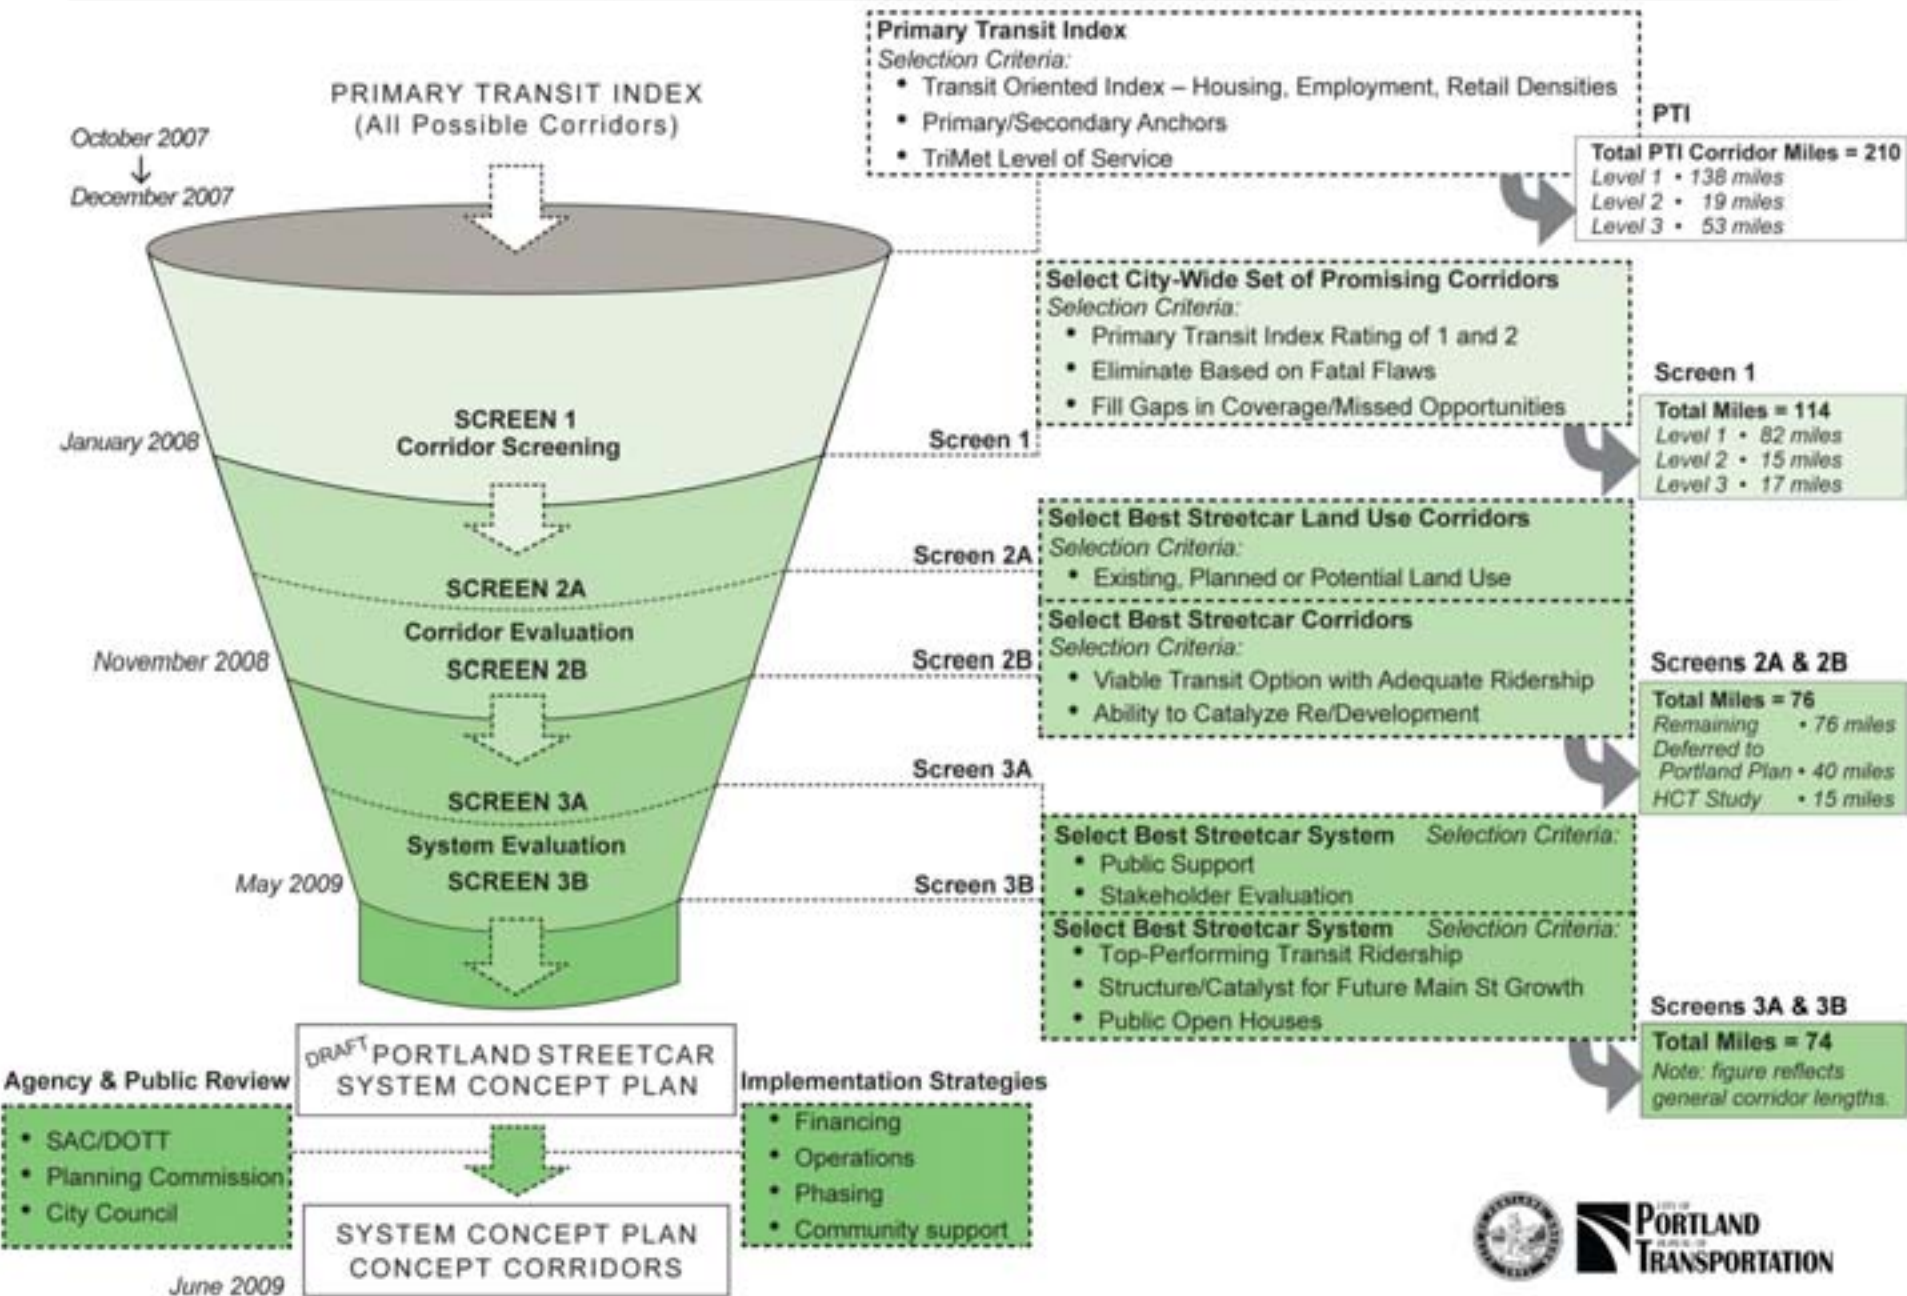 PRIMARY TRANSIT INDEX
(All Possible Corridors)
October 2007
December 2007
SCREEN 1
Corridor Screening
January 2008
SCREEN 2A
Corridor Evaluation
SCREEN 2B
November 2008
SCREEN 3A
System Evaluation
SCREEN 3B
May 2009
DRAFT PORTLAND STREETCAR
SYSTEM CONCEPT PLAN
Agency & Public Review
• SAC/DOTT
• Planning Commission
• City Council
Implementation Strategies
• Financing
• Operations
• Phasing
• Community support
SYSTEM CONCEPT PLAN
CONCEPT CORRIDORS
June 2009
Primary Transit Index
Selection Criteria:
• Transit Oriented Index – Housing, Employment, Retail Densities
• Primary/Secondary Anchors
• TriMet Level of Service
PTI
Total PTI Corridor Miles = 210
Level 1 • 138 miles
Level 2 • 19 miles
Level 3 • 53 miles
Screen 1
Select City-Wide Set of Promising Corridors
Selection Criteria:
• Primary Transit Index Rating of 1 and 2
• Eliminate Based on Fatal Flaws
• Fill Gaps in Coverage/Missed Opportunities
Screen 1
Total Miles = 114
Level 1 • 82 miles
Level 2 • 15 miles
Level 3 • 17 miles
Screen 2A
Select Best Streetcar Land Use Corridors
Selection Criteria:
• Existing, Planned or Potential Land Use
Screen 2B
Select Best Streetcar Corridors
Selection Criteria:
• Viable Transit Option with Adequate Ridership
• Ability to Catalyze Re/Development
Screens 2A & 2B
Total Miles = 76
Remaining • 76 miles
Deferred to
Portland Plan • 40 miles
HCT Study • 15 miles
Screen 3A
Select Best Streetcar System Selection Criteria:
• Public Support
• Stakeholder Evaluation
Screen 3B
Select Best Streetcar System Selection Criteria:
• Top-Performing Transit Ridership
• Structure/Catalyst for Future Main St Growth
• Public Open Houses
Screens 3A & 3B
Total Miles = 74
Note: figure reflects
general corridor lengths.
CITY OF
PORTLAND
BUREAU OF
TRANSPORTATION